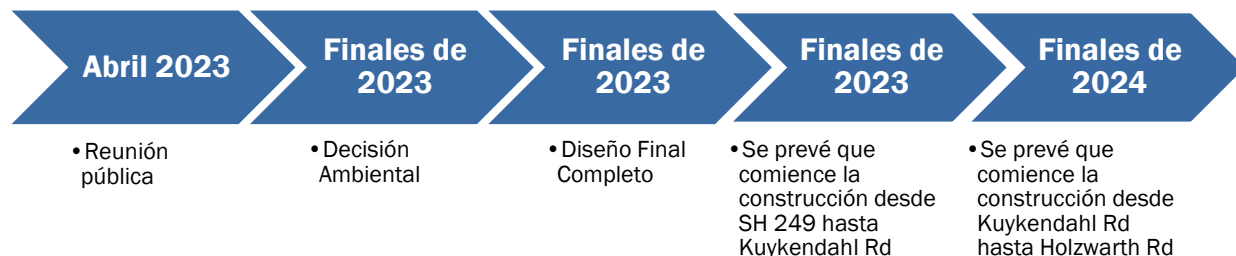 Abril 2023
• Reunión
pública
Finales de
2023
• Decisión
Ambiental
Finales de
2023
• Diseño Final
Completo
Finales de
2023
• Se prevé que
comience la
construcción desde
SH 249 hasta
Kuykendahl Rd
Finales de
2024
• Se prevé que
comience la
construcción desde
Kuykendahl Rd
hasta Holzwarth Rd